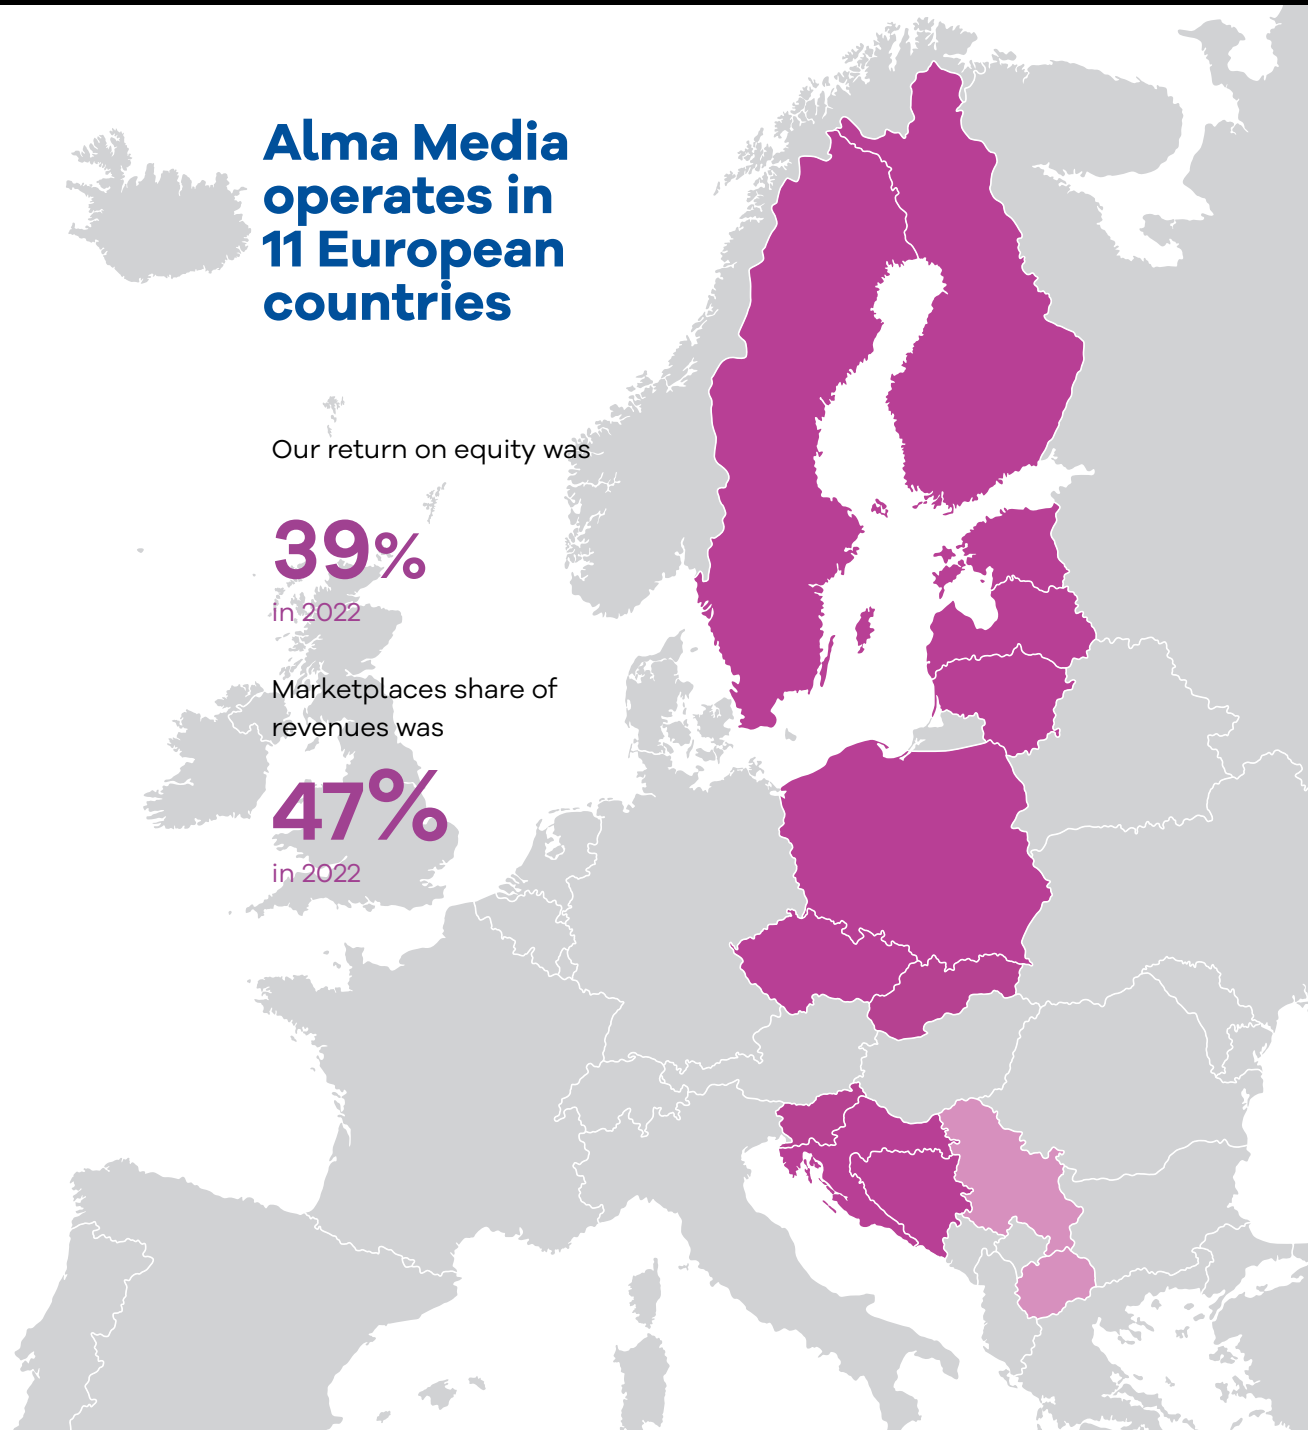 Alma Media
operates in
11 European
countries
Our return on equity was
39%
in 2022
Marketplaces share of
revenues was
47%
in 2022